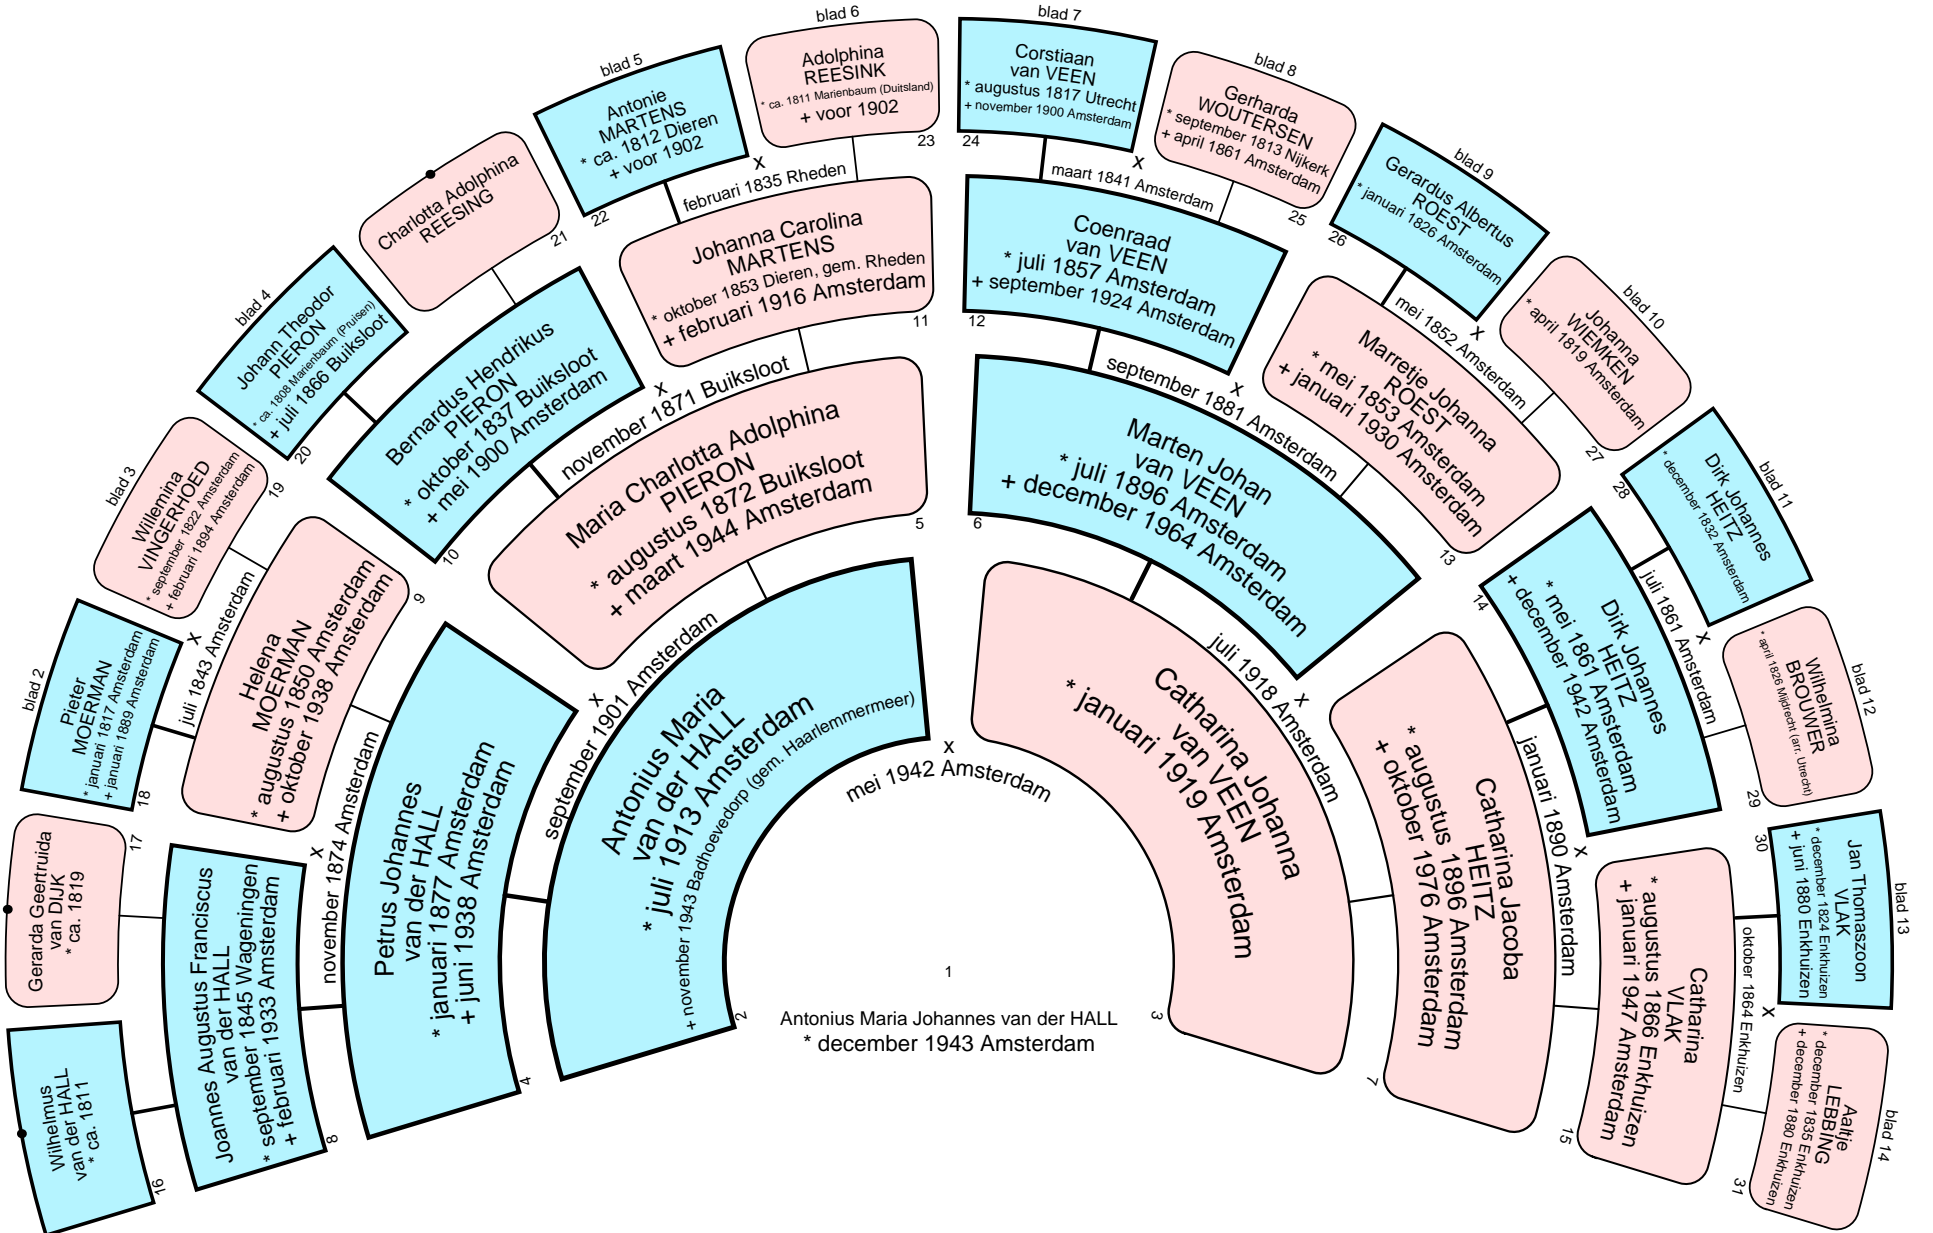 1
Antonius Maria Johannes van der HALL
* december 1943 Amsterdam
2
Antonius Maria
van der HALL
* juli 1913 Amsterdam
+ november 1943 Badhoevedorp (gem. Haarlemmermeer)
x
mei 1942 Amsterdam
3
Catharina Johanna
van VEEN
* januari 1919 Amsterdam
4
Petrus Johannes
van der HALL
* januari 1877 Amsterdam
+ juni 1938 Amsterdam
x
september 1901 Amsterdam
5
Maria Charlotta Adolphina
PIERON
* augustus 1872 Buiksloot
+ maart 1944 Amsterdam
6
Marten Johan
van VEEN
* juli 1896 Amsterdam
+ december 1964 Amsterdam
x
juli 1918 Amsterdam
7
Catharina Jacoba
HEITZ
* augustus 1896 Amsterdam
+ oktober 1976 Amsterdam
8
Joannes Augustus Franciscus
van der HALL
* september 1845 Wageningen
+ februari 1933 Amsterdam
x
november 1874 Amsterdam
9
Helena
MOERMAN
* augustus 1850 Amsterdam
+ oktober 1938 Amsterdam
10
Bernardus Hendrikus
PIERON
* oktober 1837 Buiksloot
+ mei 1900 Amsterdam
x
november 1871 Buiksloot
11
Johanna Carolina
MARTENS
* oktober 1853 Dieren, gem. Rheden
+ februari 1916 Amsterdam
12
Coenraad
van VEEN
* juli 1857 Amsterdam
+ september 1924 Amsterdam
x
september 1881 Amsterdam
13
Marretje Johanna
ROEST
* mei 1853 Amsterdam
+ januari 1930 Amsterdam
14
Dirk Johannes
HEITZ
* mei 1861 Amsterdam
+ december 1942 Amsterdam
x
januari 1890 Amsterdam
15
Catharina
VLAK
* augustus 1866 Enkhuizen
+ januari 1947 Amsterdam
16
Wilhelmus
van der HALL
* ca. 1811
17
Gerarda Geertruida
van DIJK
* ca. 1819
blad 2
18
Pieter
MOERMAN
* januari 1817 Amsterdam
+ januari 1889 Amsterdam
x
juli 1843 Amsterdam
blad 3
19
Willemina
VINGERHOED
* september 1822 Amsterdam
+ februari 1894 Amsterdam
blad 4
20
Johann Theodor
PIERON
* ca. 1808 Marienbaum (Pruisen)
+ juli 1866 Buiksloot
21
Charlotta Adolphina
REESING
blad 5
22
Antonie
MARTENS
* ca. 1812 Dieren
+ voor 1902
x
februari 1835 Rheden
blad 6
23
Adolphina
REESINK
* ca. 1811 Marienbaum (Duitsland)
+ voor 1902
blad 7
24
Corstiaan
van VEEN
* augustus 1817 Utrecht
+ november 1900 Amsterdam
x
maart 1841 Amsterdam
blad 8
25
Gerharda
WOUTERSEN
* september 1813 Nijkerk
+ april 1861 Amsterdam
blad 9
26
Gerardus Albertus
ROEST
* januari 1826 Amsterdam
x
mei 1852 Amsterdam
blad 10
27
Johanna
WIEMKEN
* april 1819 Amsterdam
blad 11
28
Dirk Johannes
HEITZ
* december 1832 Amsterdam
x
juli 1861 Amsterdam
blad 12
29
Wilhelmina
BROUWER
* april 1826 Mijdrecht (arr. Utrecht)
blad 13
30
Jan Thomaszoon
VLAK
* december 1824 Enkhuizen
+ juni 1880 Enkhuizen
x
oktober 1864 Enkhuizen
blad 14
31
Aaltje
LEBBING
* december 1835 Enkhuizen
+ december 1880 Enkhuizen